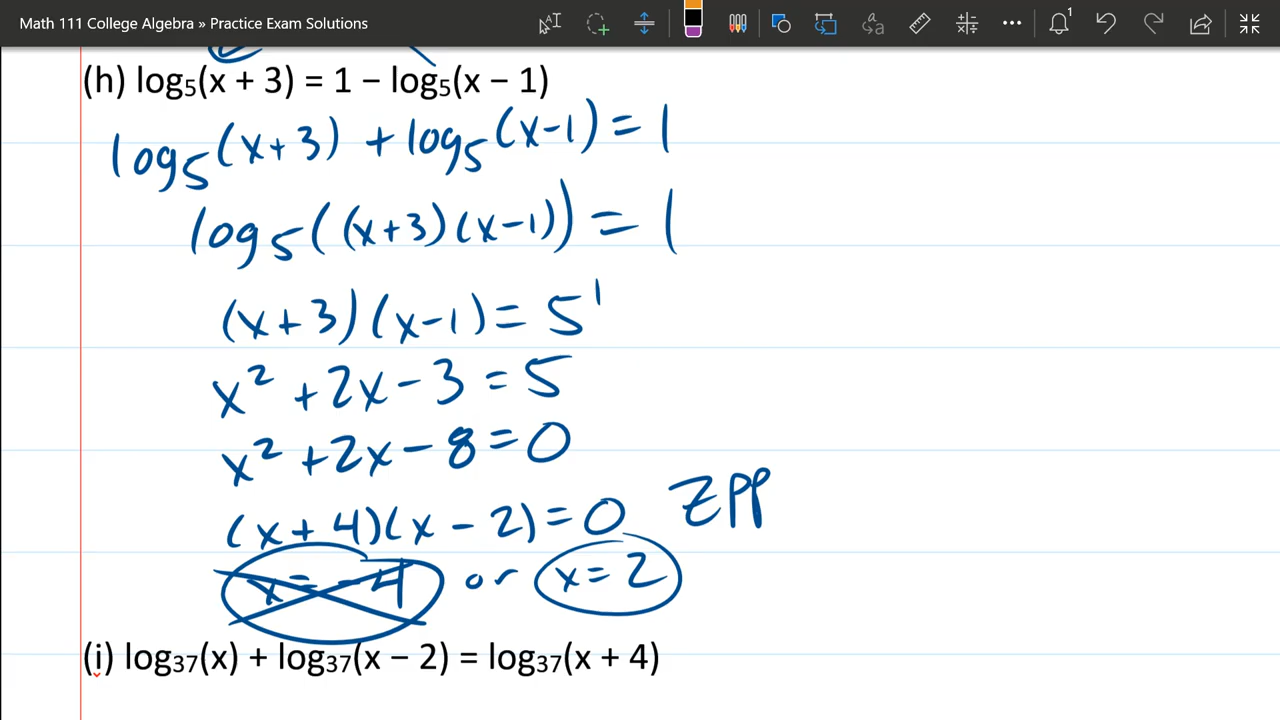 Math 111 College Algebra » Practice Exam Solutions
1
(h) log₅(x + 3) = 1 − log₅(x − 1)
log₅(x+3) + log₅(x-1) = 1
log₅((x+3)(x-1)) = 1
(x+3)(x-1) = 5¹
x² + 2x - 3 = 5
x² + 2x - 8 = 0
(x+4)(x-2) = 0 ZPP
x = -4 or x = 2
(i) log₃₇(x) + log₃₇(x − 2) = log₃₇(x + 4)